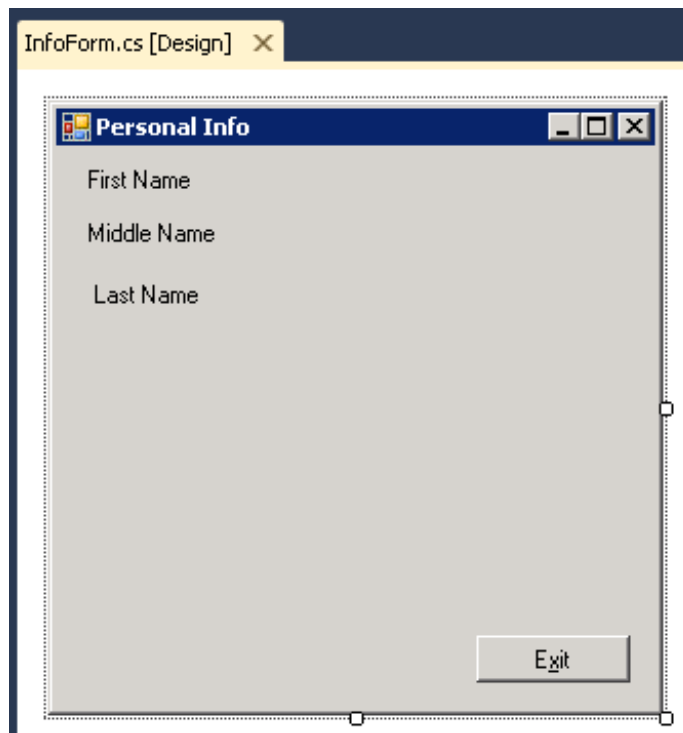 InfoForm.cs [Design]
Personal Info
First Name
Middle Name
Last Name
Exit